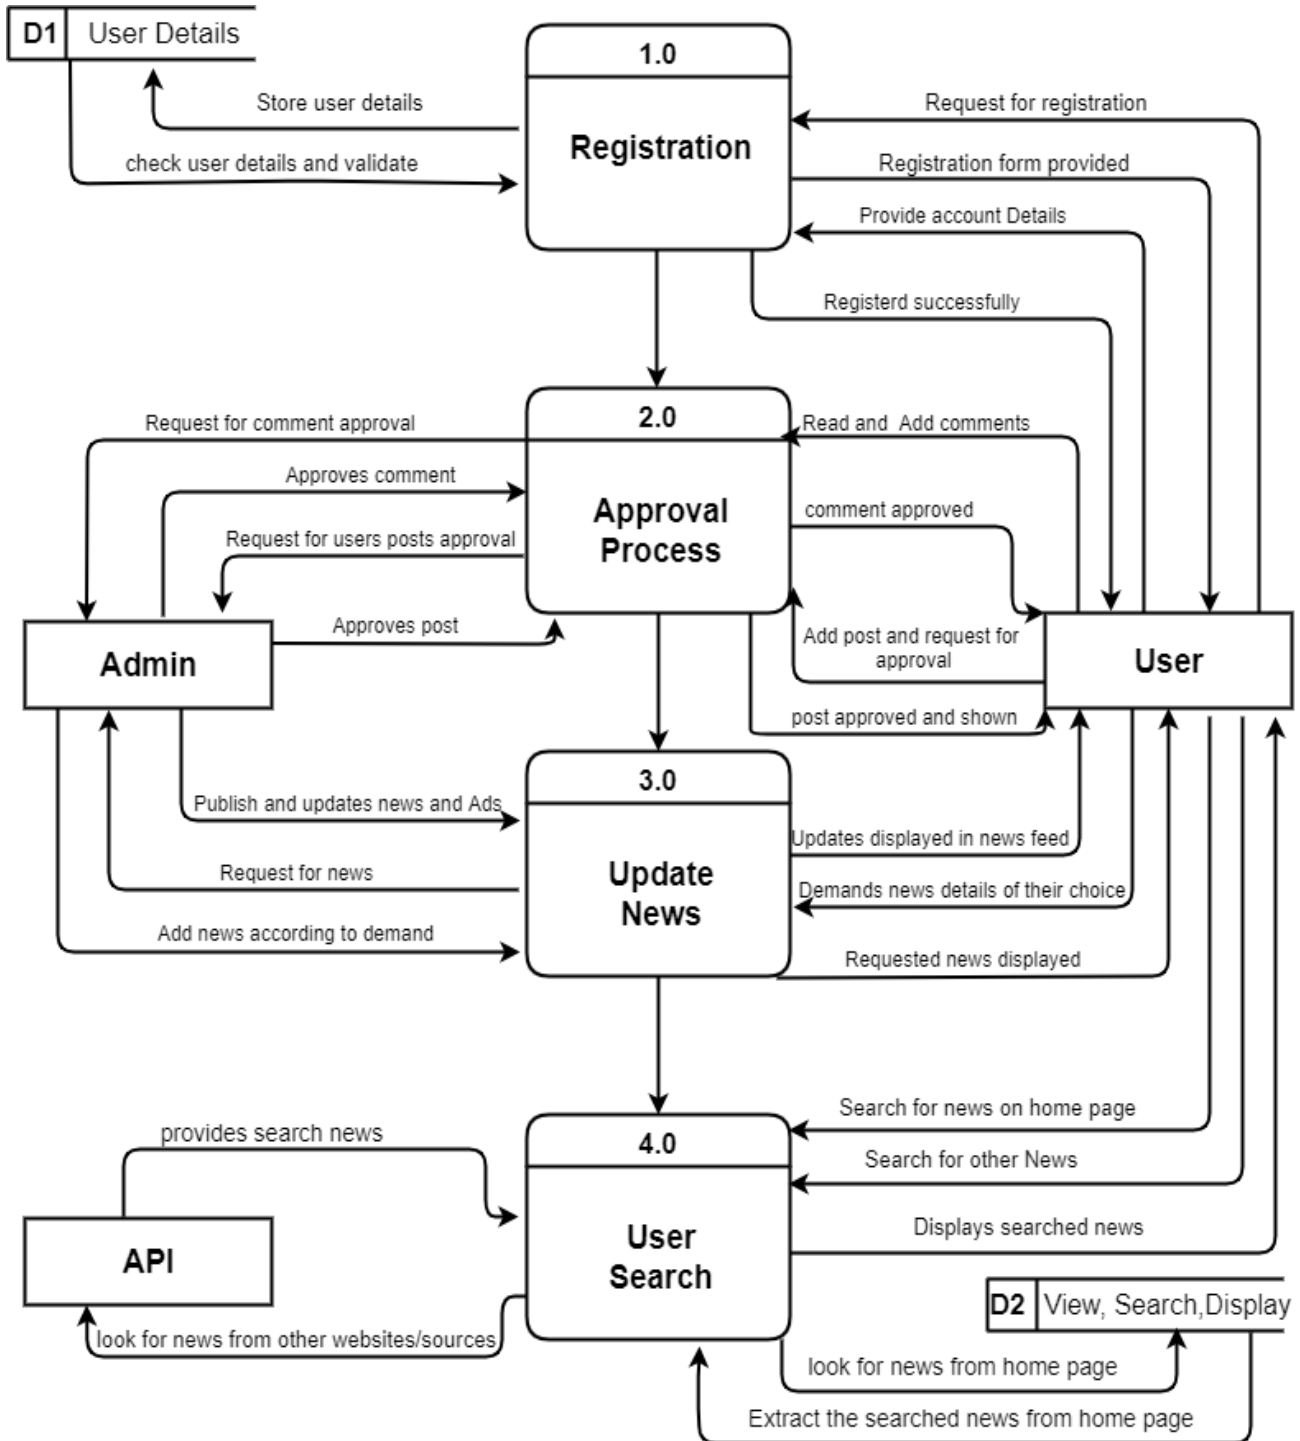 D1 User Details
1.0
Registration
Store user details
check user details and validate
Request for registration
Registration form provided
Provide account Details
Registerd successfully
2.0
Approval
Process
Request for comment approval
Approves comment
Request for users posts approval
Approves post
Read and Add comments
comment approved
Add post and request for
approval
post approved and shown
Admin
User
3.0
Update
News
Publish and updates news and Ads
Request for news
Add news according to demand
Updates displayed in news feed
Demands news details of their choice
Requested news displayed
4.0
User
Search
provides search news
API
look for news from other websites/sources
Search for news on home page
Search for other News
Displays searched news
D2 View, Search,Display
look for news from home page
Extract the searched news from home page